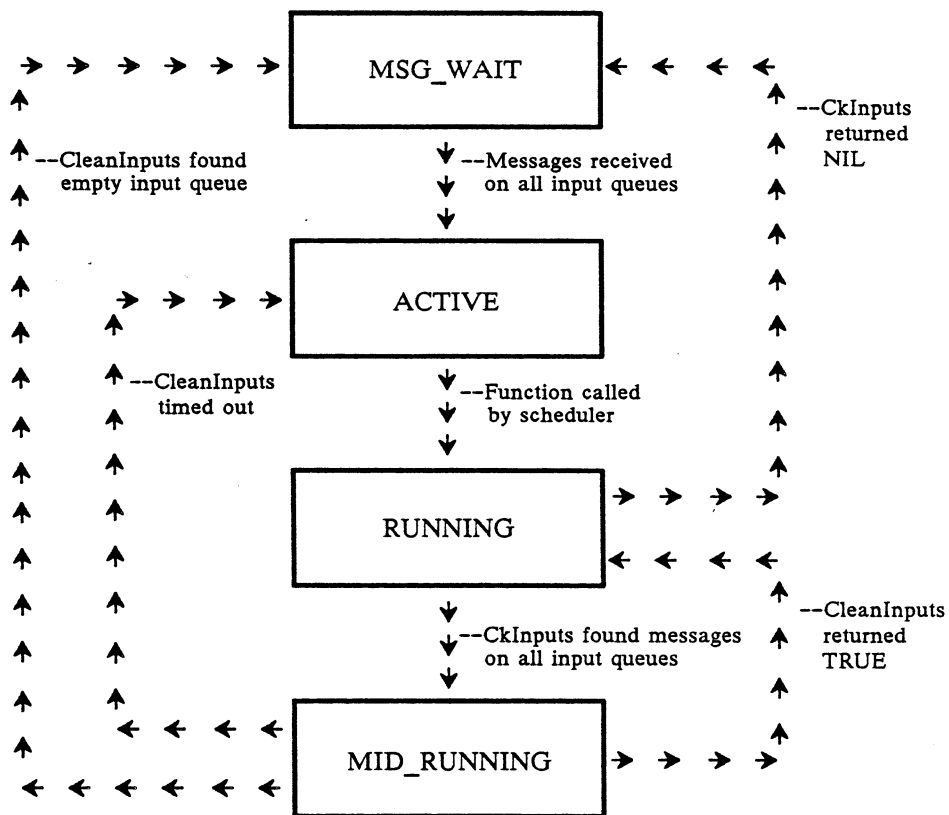 MSG_WAIT
--CkInputs
returned
NIL
--CleanInputs found
empty input queue
--Messages received
on all input queues
ACTIVE
--CleanInputs
timed out
--Function called
by scheduler
RUNNING
--CkInputs found messages
on all input queues
--CleanInputs
returned
TRUE
MID_RUNNING